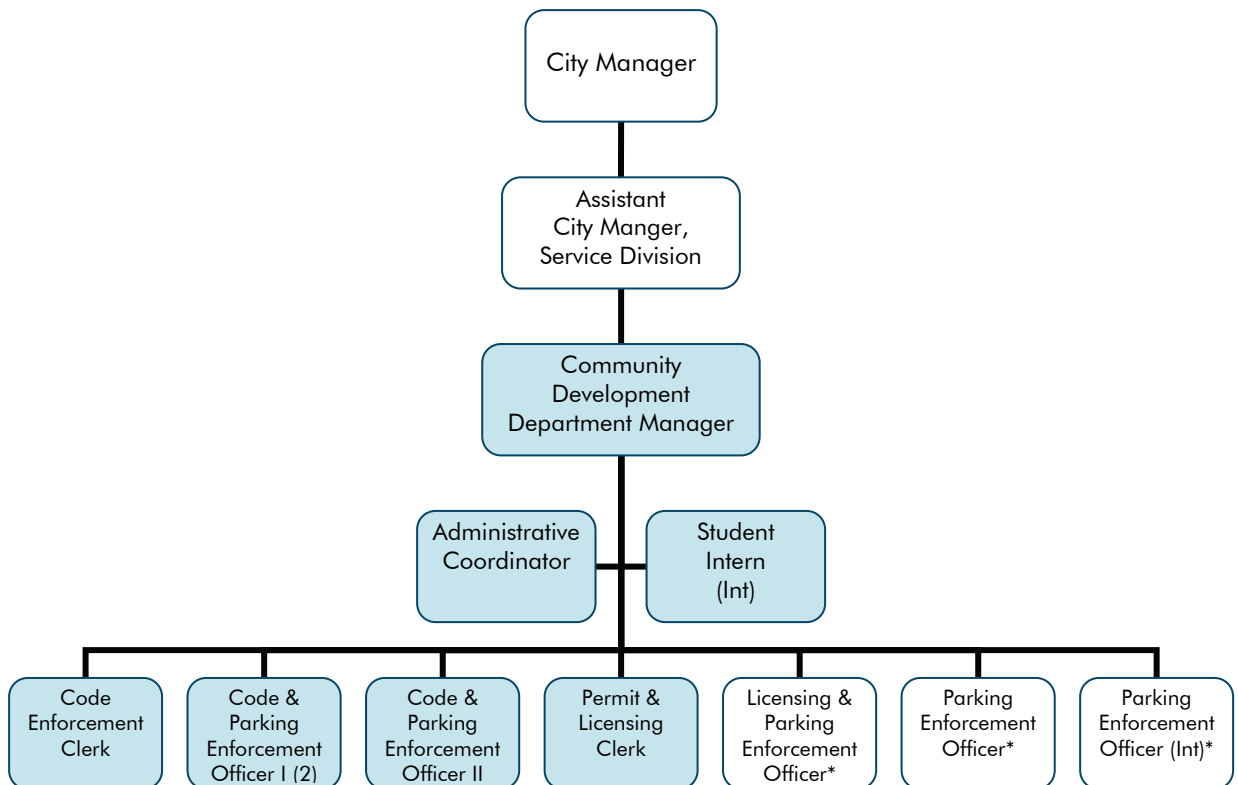 City Manager
Assistant
City Manger,
Service Division
Community
Development
Department Manager
Administrative
Coordinator
Student
Intern
(Int)
Code
Enforcement
Clerk
Code &
Parking
Enforcement
Officer I (2)
Code &
Parking
Enforcement
Officer II
Permit &
Licensing
Clerk
Licensing &
Parking
Enforcement
Officer*
Parking
Enforcement
Officer*
Parking
Enforcement
Officer (Int)*